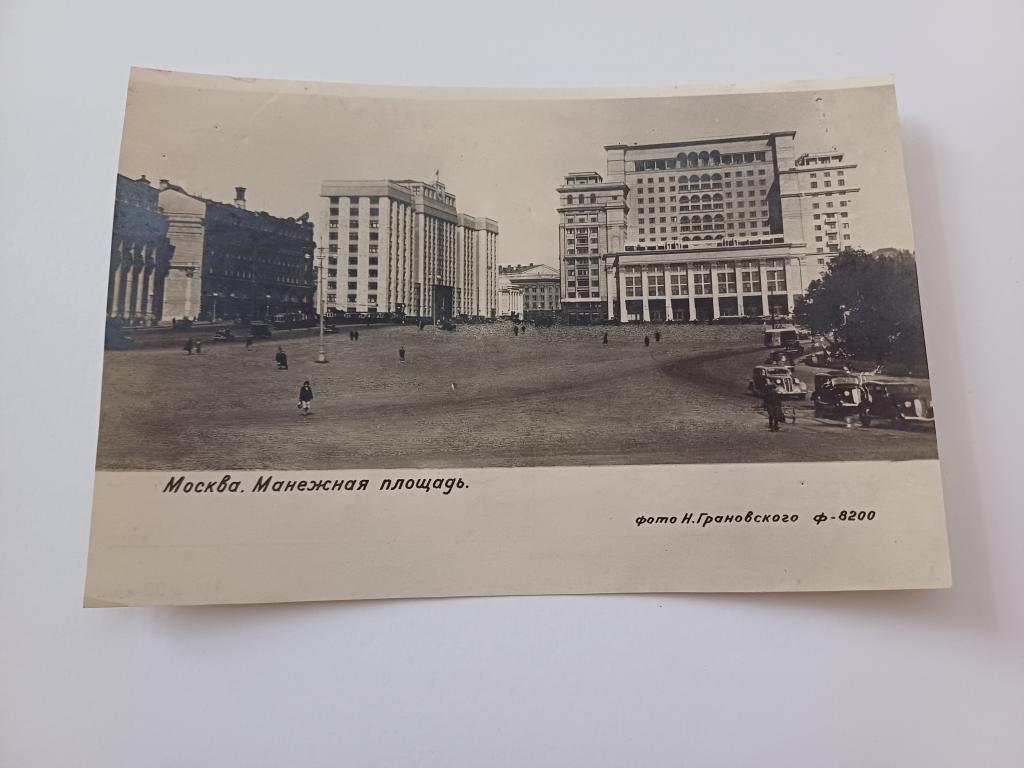 Москва. Манежная площадь.
фото Н.Грановского ф-8200